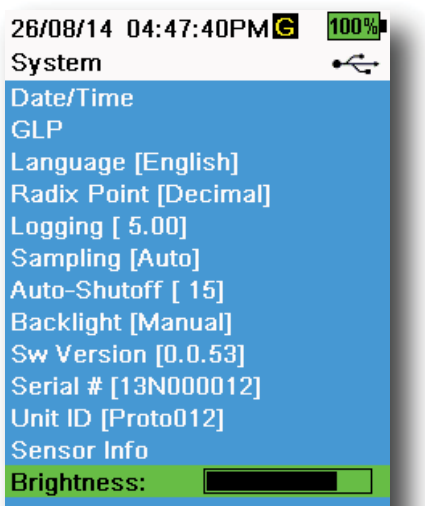 26/08/14 04:47:40PM G 100%
System
Date/Time
GLP
Language [English]
Radix Point [Decimal]
Logging [ 5.00]
Sampling [Auto]
Auto-Shutoff [ 15]
Backlight [Manual]
Sw Version [0.0.53]
Serial # [13N000012]
Unit ID [Proto012]
Sensor Info
Brightness: